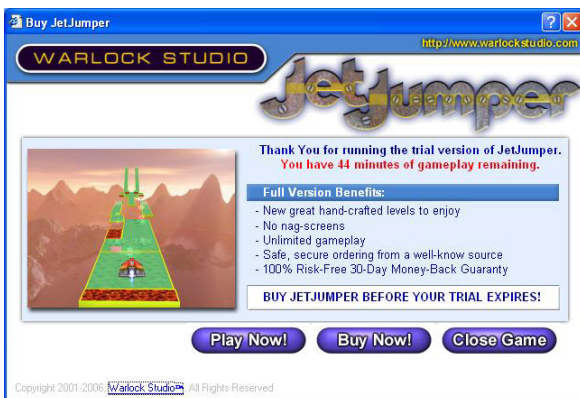 Buy JetJumper
http://www.warlockstudio.com
WARLOCK STUDIO
JetJumper
Thank You for running the trial version of JetJumper.
You have 44 minutes of gameplay remaining.
Full Version Benefits:
- New great hand-crafted levels to enjoy
- No nag-screens
- Unlimited gameplay
- Safe, secure ordering from a well-know source
- 100% Risk-Free 30-Day Money-Back Guaranty
BUY JETJUMPER BEFORE YOUR TRIAL EXPIRES!
Play Now! Buy Now! Close Game
Copyright 2001-2006, Warlock Studio™. All Rights Reserved